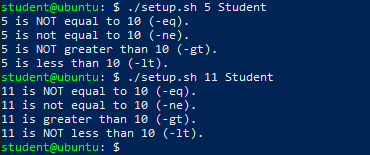 student@ubuntu:~$ ./setup.sh 5 Student
5 is NOT equal to 10 (-eq).
5 is not equal to 10 (-ne).
5 is NOT greater than 10 (-gt).
5 is less than 10 (-lt).
student@ubuntu:~$ ./setup.sh 11 Student
11 is NOT equal to 10 (-eq).
11 is not equal to 10 (-ne).
11 is greater than 10 (-gt).
11 is NOT less than 10 (-lt).
student@ubuntu:~$